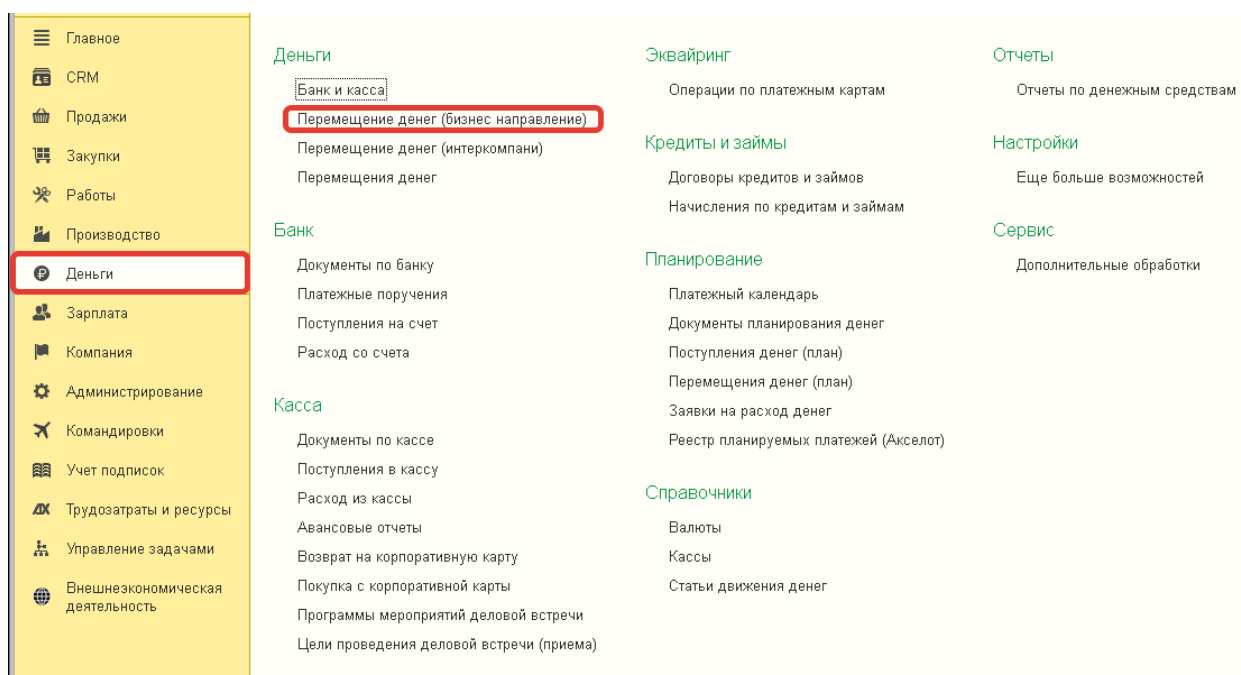 Главное
CRM
Продажи
Закупки
Работы
Производство
Деньги
Зарплата
Компания
Администрирование
Командировки
Учет подписок
Трудозатраты и ресурсы
Управление задачами
Внешнеэкономическая
деятельность
Деньги
Банк и касса
Перемещение денег (бизнес направление)
Перемещение денег (интеркомпани)
Перемещения денег
Банк
Документы по банку
Платежные поручения
Поступления на счет
Расход со счета
Касса
Документы по кассе
Поступления в кассу
Расход из кассы
Авансовые отчеты
Возврат на корпоративную карту
Покупка с корпоративной карты
Программы мероприятий деловой встречи
Цели проведения деловой встречи (приема)
Эквайринг
Операции по платежным картам
Кредиты и займы
Договоры кредитов и займов
Начисления по кредитам и займам
Планирование
Платежный календарь
Документы планирования денег
Поступления денег (план)
Перемещения денег (план)
Заявки на расход денег
Реестр планируемых платежей (Акселот)
Справочники
Валюты
Кассы
Статьи движения денег
Отчеты
Отчеты по денежным средствам
Настройки
Еще больше возможностей
Сервис
Дополнительные обработки